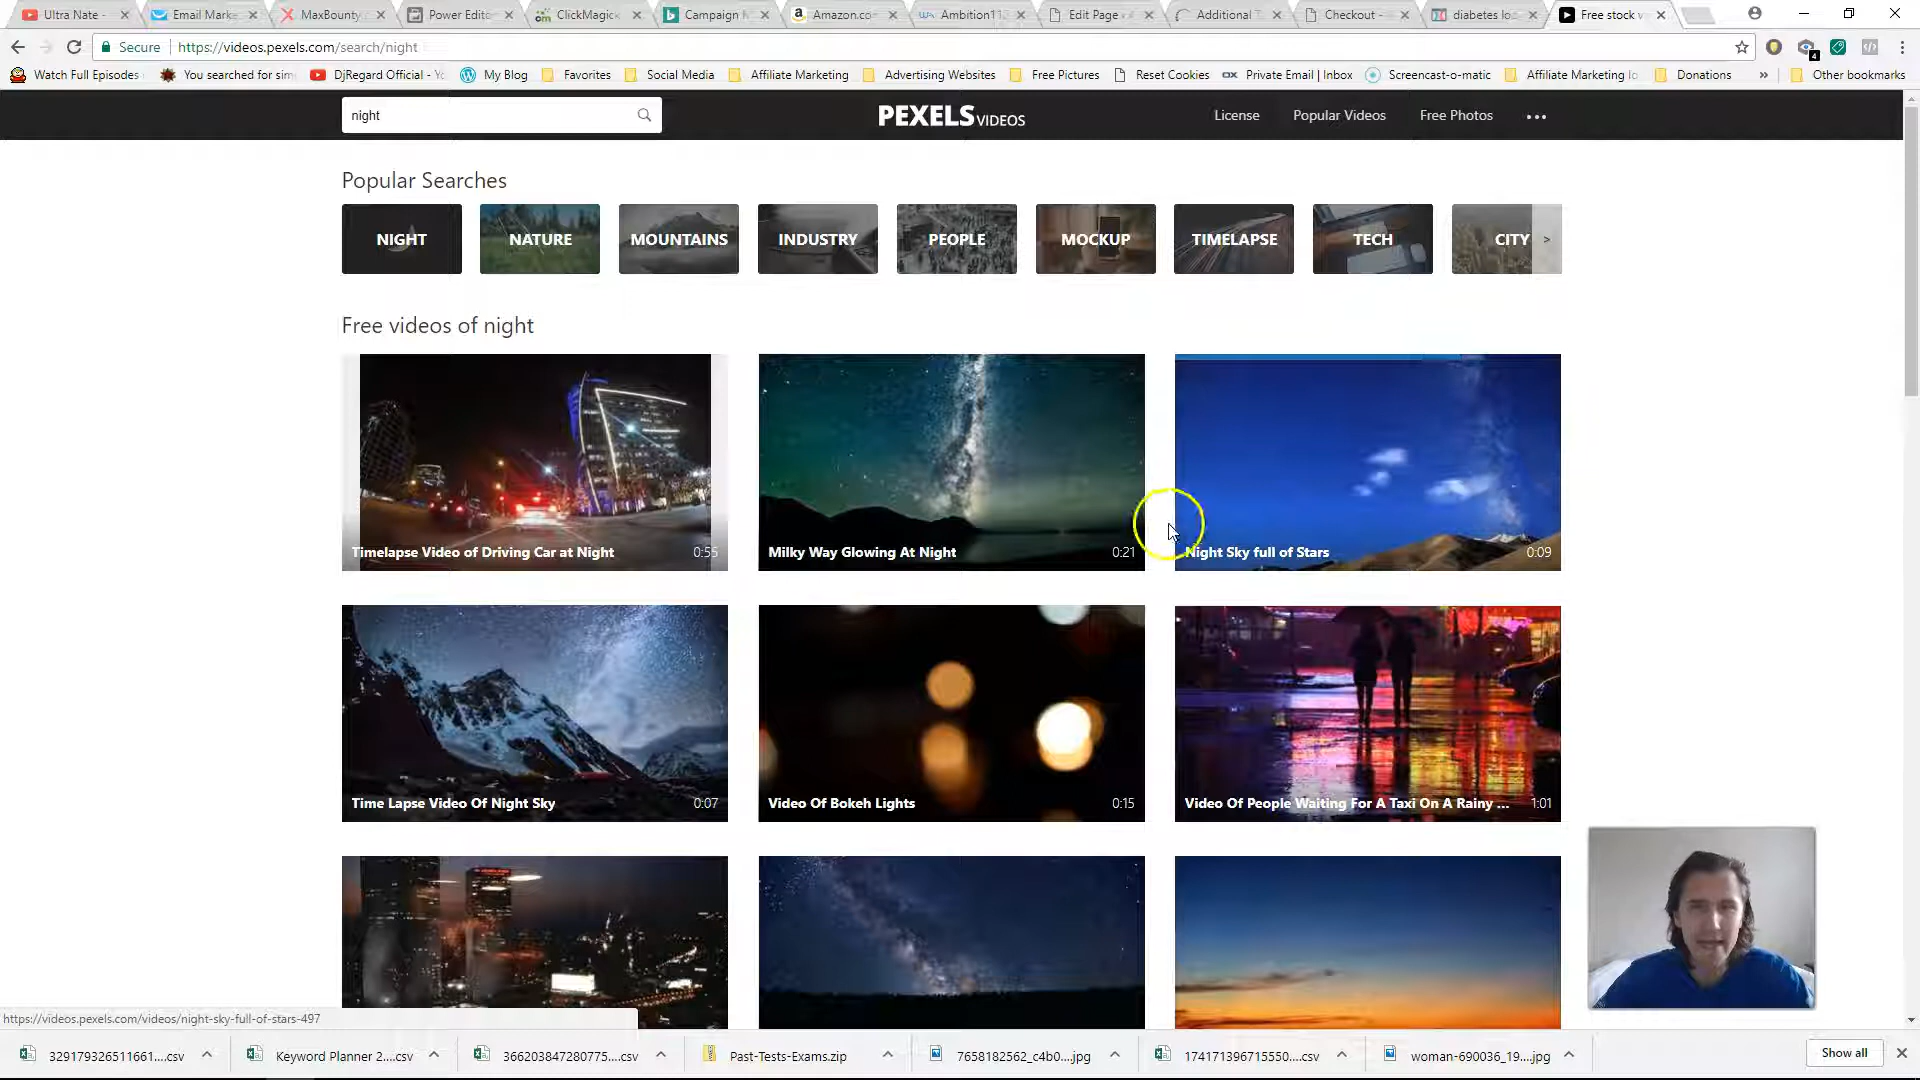 Ultra Nate -
Email Marke
MaxBounty
Power Edito
ClickMagick
Campaign
Amazon.co
Ambition11
Edit Page
Additional T
Checkout -
diabetes lo
Free stock v
Secure
https://videos.pexels.com/search/night
Watch Full Episodes
You searched for sim
DjRegard Official - Yo
My Blog
Favorites
Social Media
Affiliate Marketing
Advertising Websites
Free Pictures
Reset Cookies
Private Email | Inbox
Screencast-o-matic
Affiliate Marketing Io
Donations
»
Other bookmarks
night
PEXELS VIDEOS
License
Popular Videos
Free Photos
Popular Searches
NIGHT
NATURE
MOUNTAINS
INDUSTRY
PEOPLE
MOCKUP
TIMELAPSE
TECH
CITY
>
Free videos of night
Timelapse Video of Driving Car at Night 0:55
Milky Way Glowing At Night 0:21
Night Sky full of Stars 0:09
Time Lapse Video Of Night Sky 0:07
Video Of Bokeh Lights 0:15
Video Of People Waiting For A Taxi On A Rainy ... 1:01
https://videos.pexels.com/videos/night-sky-full-of-stars-497
329179326511661....csv
Keyword Planner 2....csv
366203847280775....csv
Past-Tests-Exams.zip
7658182562_c4b0....jpg
174171396715550....csv
woman-690036_19....jpg
Show all